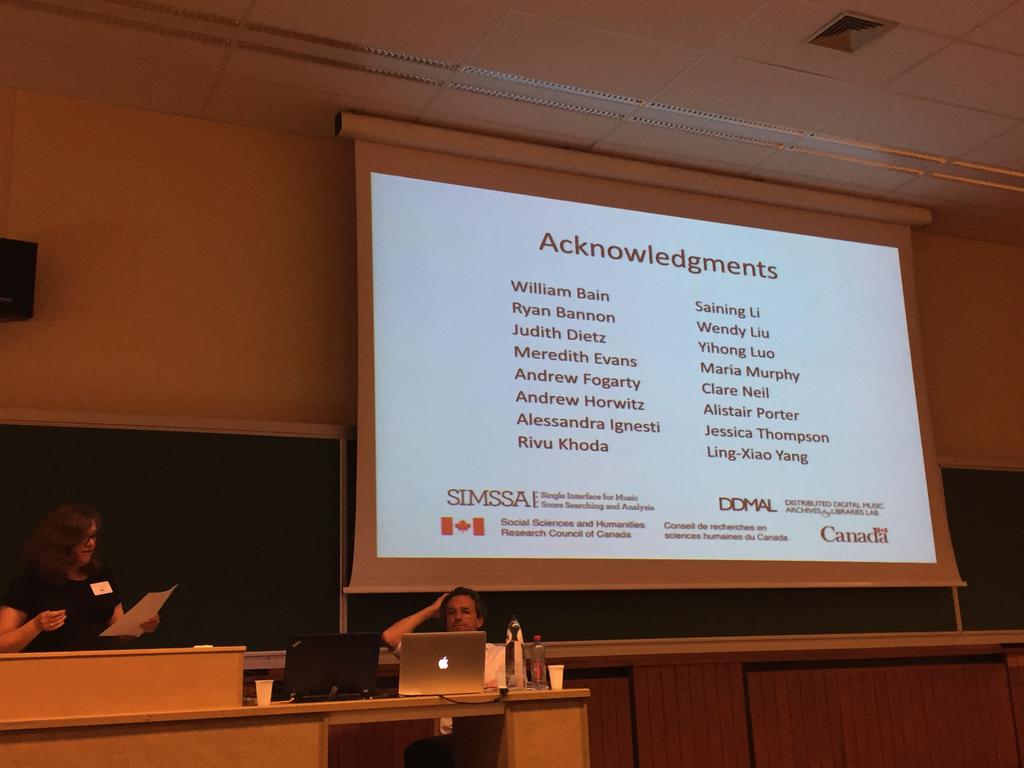 Acknowledgments
William Bain
Ryan Bannon
Judith Dietz
Meredith Evans
Andrew Fogarty
Andrew Horwitz
Alessandra Ignesti
Rivu Khoda
Saining Li
Wendy Liu
Yihong Luo
Maria Murphy
Clare Neil
Alistair Porter
Jessica Thompson
Ling-Xiao Yang
SIMSSA
Single Interface for Music
Score Searching and Analysis
DDMAL
DISTRIBUTED DIGITAL MUSIC
ARCHIVES & LIBRARIES LAB
Social Sciences and Humanities
Research Council of Canada
Conseil de recherches en
sciences humaines du Canada
Canada